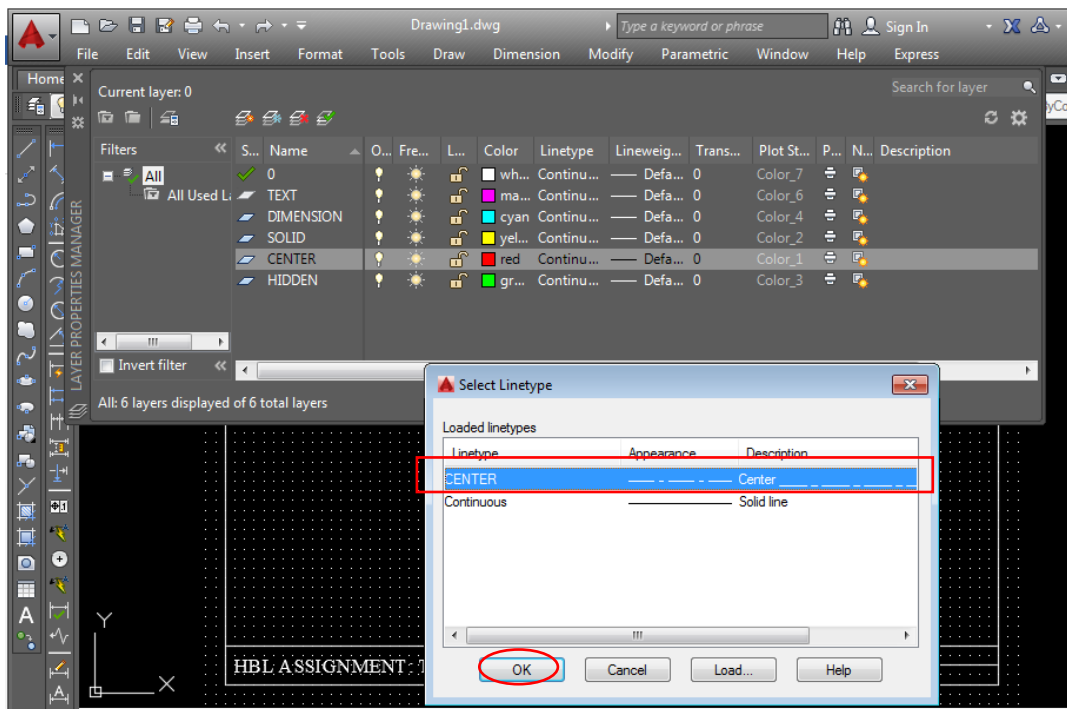 Drawing1.dwg Type a keyword or phrase Sign In
File Edit View Insert Format Tools Draw Dimension Modify Parametric Window Help Express
Home
Current layer: 0 Search for layer
Filters S... Name O... Fre... L... Color Linetype Lineweig... Trans... Plot St... P... N... Description
All 0 wh... Continu... Defa... 0 Color_7
All Used L TEXT ma... Continu... Defa... 0 Color_6
DIMENSION cyan Continu... Defa... 0 Color_4
SOLID yel... Continu... Defa... 0 Color_2
CENTER red Continu... Defa... 0 Color_1
HIDDEN gr... Continu... Defa... 0 Color_3
LAYER PROPERTIES MANAGER
Invert filter
All: 6 layers displayed of 6 total layers
Select Linetype
Loaded linetypes
Linetype Appearance Description
CENTER Center ____ _ ____ _ ____ _ _
Continuous Solid line
OK Cancel Load... Help
HBL ASSIGNMENT: T
Y
X